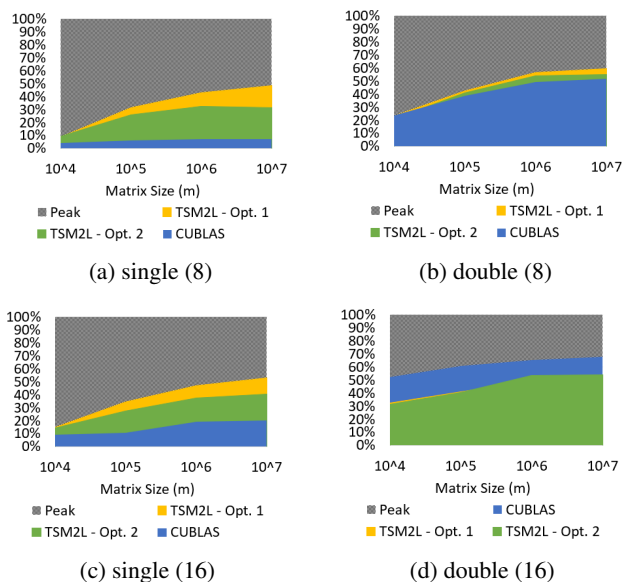 100%
90%
80%
70%
60%
50%
40%
30%
20%
10%
0%
10^4 10^5 10^6 10^7
Matrix Size (m)
Peak TSM2L - Opt. 1
TSM2L - Opt. 2 CUBLAS
(a) single (8)
100%
90%
80%
70%
60%
50%
40%
30%
20%
10%
0%
10^4 10^5 10^6 10^7
Matrix Size (m)
Peak TSM2L - Opt. 1
TSM2L - Opt. 2 CUBLAS
(b) double (8)
100%
90%
80%
70%
60%
50%
40%
30%
20%
10%
0%
10^4 10^5 10^6 10^7
Matrix Size (m)
Peak TSM2L - Opt. 1
TSM2L - Opt. 2 CUBLAS
(c) single (16)
100%
90%
80%
70%
60%
50%
40%
30%
20%
10%
0%
10^4 10^5 10^6 10^7
Matrix Size (m)
Peak CUBLAS
TSM2L - Opt. 1 TSM2L - Opt. 2
(d) double (16)